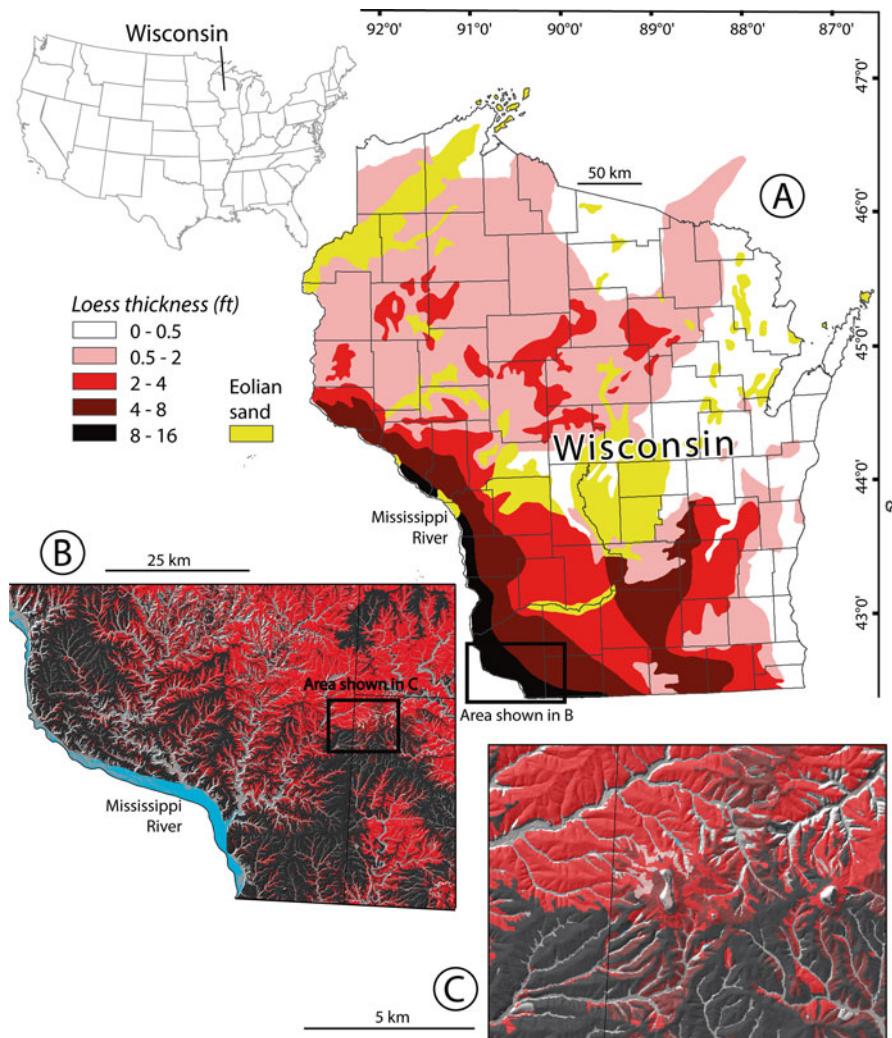 Wisconsin
92°0'
91°0'
90°0'
89°0'
88°0'
87°0'
47°0'
46°0'
45°0'
44°0'
43°0'
50 km
A
Loess thickness (ft)
0 - 0.5
0.5 - 2
2 - 4
4 - 8
8 - 16
Eolian
sand
Wisconsin
Mississippi
River
B
25 km
Area shown in C
Area shown in B
Mississippi
River
C
5 km